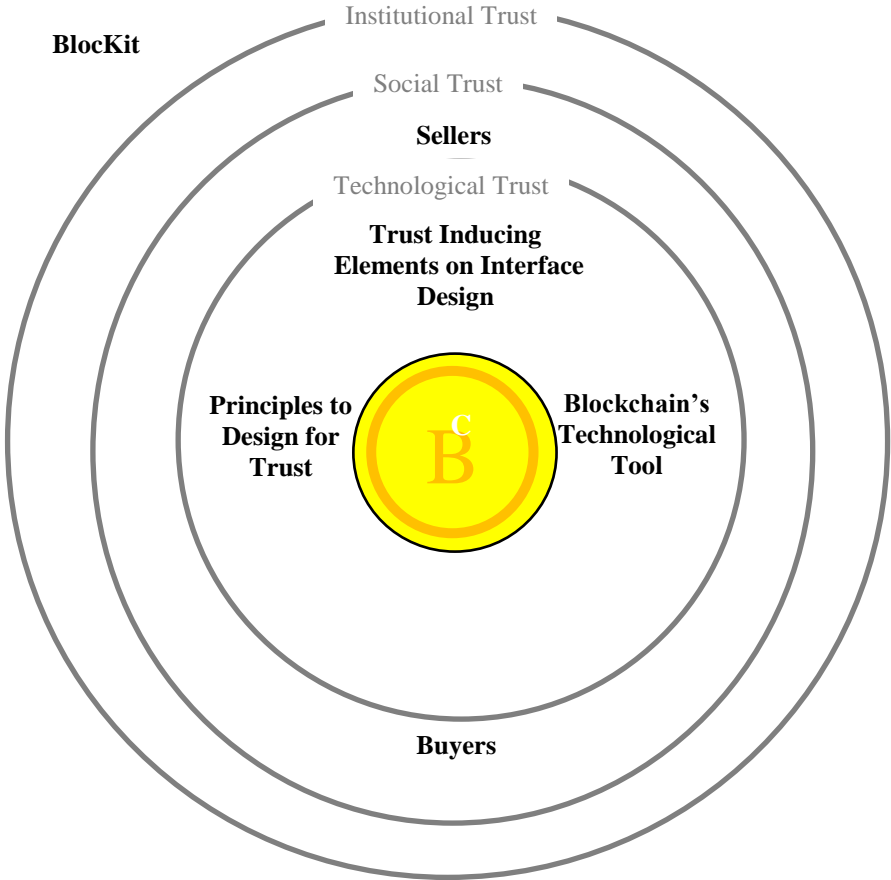 Institutional Trust
BlocKit
Social Trust
Sellers
Technological Trust
Trust Inducing
Elements on Interface
Design
Principles to
Design for
Trust
C
B
Blockchain’s
Technological
Tool
Buyers